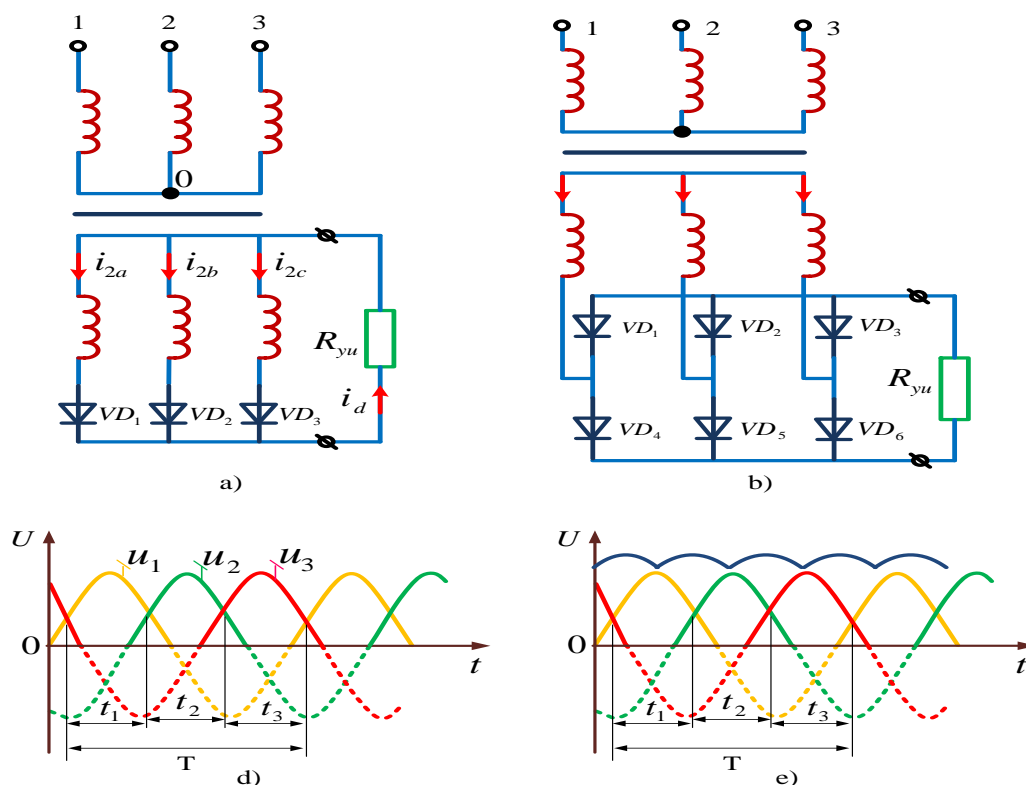 1 2 3
0
i2a i2b i2c
Ryu
id
VD1 VD2 VD3
a)
1 2 3
VD1 VD2 VD3
Ryu
VD4 VD5 VD6
b)
U
u1 u2 u3
0
t
t1 t2 t3
T
d)
U
0
t
t1 t2 t3
T
e)